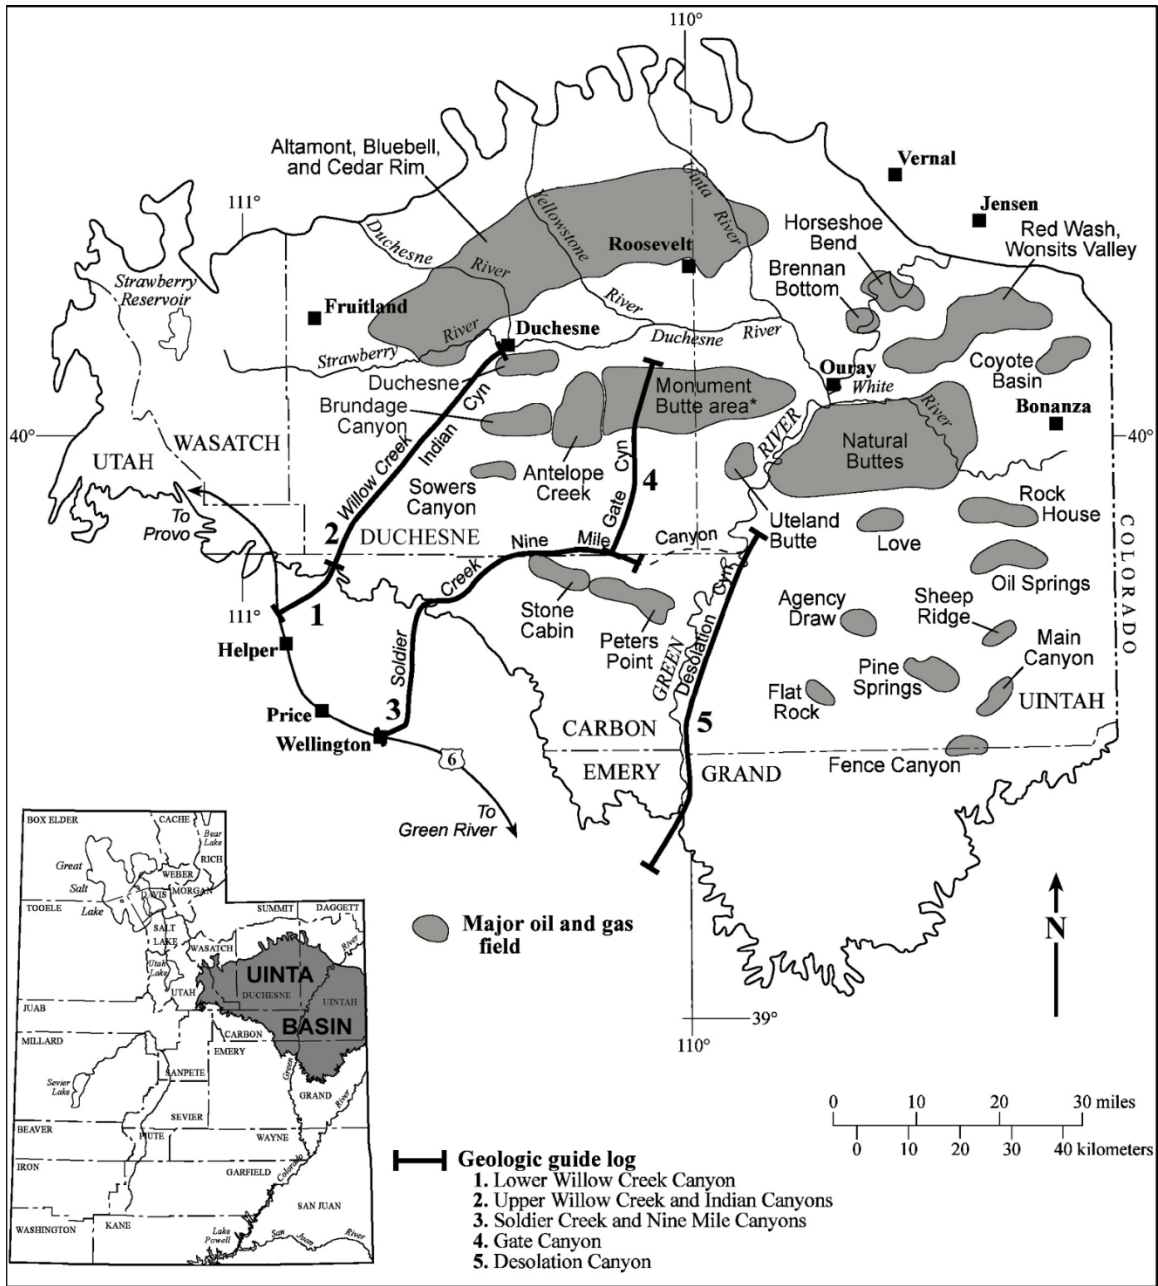 110°
Altamont, Bluebell,
and Cedar Rim
Vernal
111°
Jensen
Uinta
River
Yellowstone
River
Duchesne
River
Horseshoe
Bend
Red Wash,
Wonsits Valley
Roosevelt
Brennan
Bottom
Strawberry
Reservoir
Fruitland
Strawberry
River
Duchesne
Duchesne
River
Duchesne
Ouray
White
River
Coyote
Basin
Monument
Butte area*
Brundage
Canyon
Bonanza
40°
40°
WASATCH
UTAH
Willow Creek
Indian
Cyn
Natural
Buttes
Antelope
Creek
Sowers
Canyon
Gate
Cyn
4
RIVER
Uteland
Butte
Rock
House
Love
To
Provo
2
DUCHESNE
Nine
Mile
Canyon
Creek
COLORADO
Oil Springs
111°
1
Stone
Cabin
Agency
Draw
Sheep
Ridge
Helper
Soldier
Peters
Point
GREEN
Desolation
Cyn
Main
Canyon
Pine
Springs
Flat
Rock
UINTAH
Price
3
Wellington
CARBON
5
6
EMERY
GRAND
Fence Canyon
To
Green River
N
Major oil and gas
field
39°
110°
BOX ELDER
CACHE
Bear
Lake
RICH
Great
Salt
Lake
WEBER
DAVIS
MORGAN
TOOELE
SUMMIT
DAGGETT
SALT
LAKE
WASATCH
River
Utah
Lake
UTAH
UINTA
DUCHESNE
UINTAH
BASIN
JUAB
CARBON
MILLARD
EMERY
Green
SANPETE
Sevier
Lake
GRAND
River
SEVIER
BEAVER
PIUTE
WAYNE
IRON
GARFIELD
Colorado
SAN JUAN
WASHINGTON
KANE
Lake
Powell
San
Juan
River
0 10 20 30 miles
0 10 20 30 40 kilometers
Geologic guide log
1. Lower Willow Creek Canyon
2. Upper Willow Creek and Indian Canyons
3. Soldier Creek and Nine Mile Canyons
4. Gate Canyon
5. Desolation Canyon